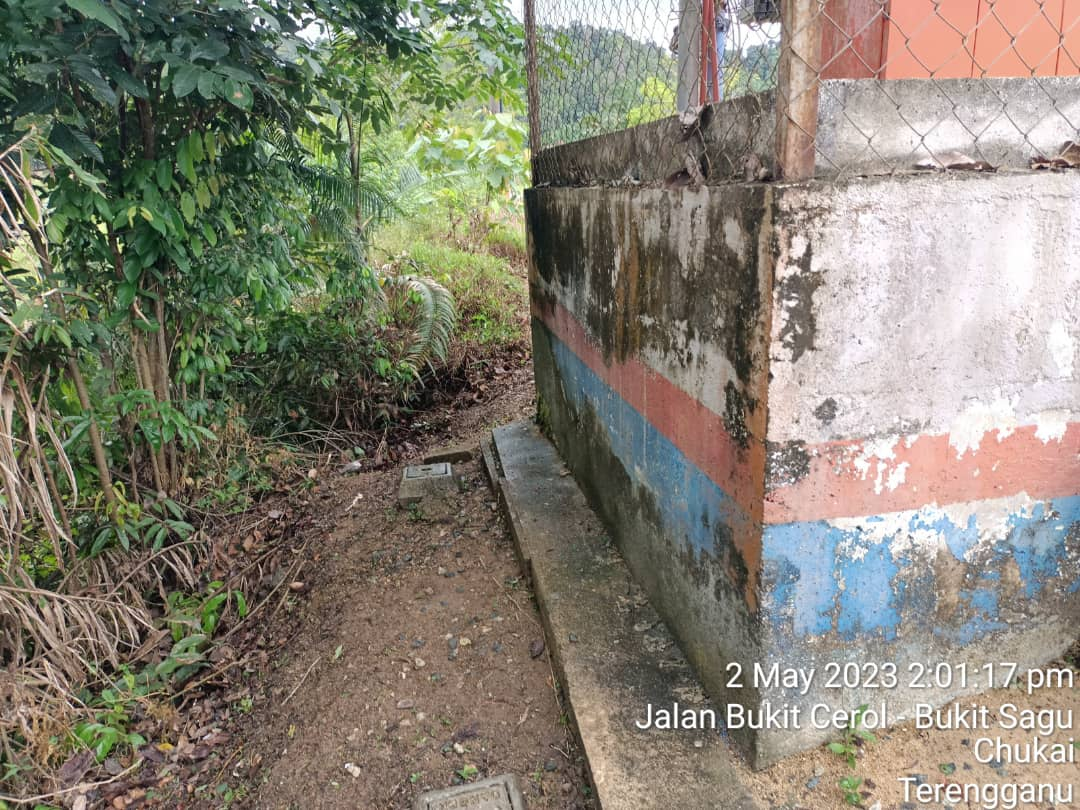 2 May 2023 2:01:17 pm
Jalan Bukit Cerol - Bukit Sagu
Chukai
Terengganu